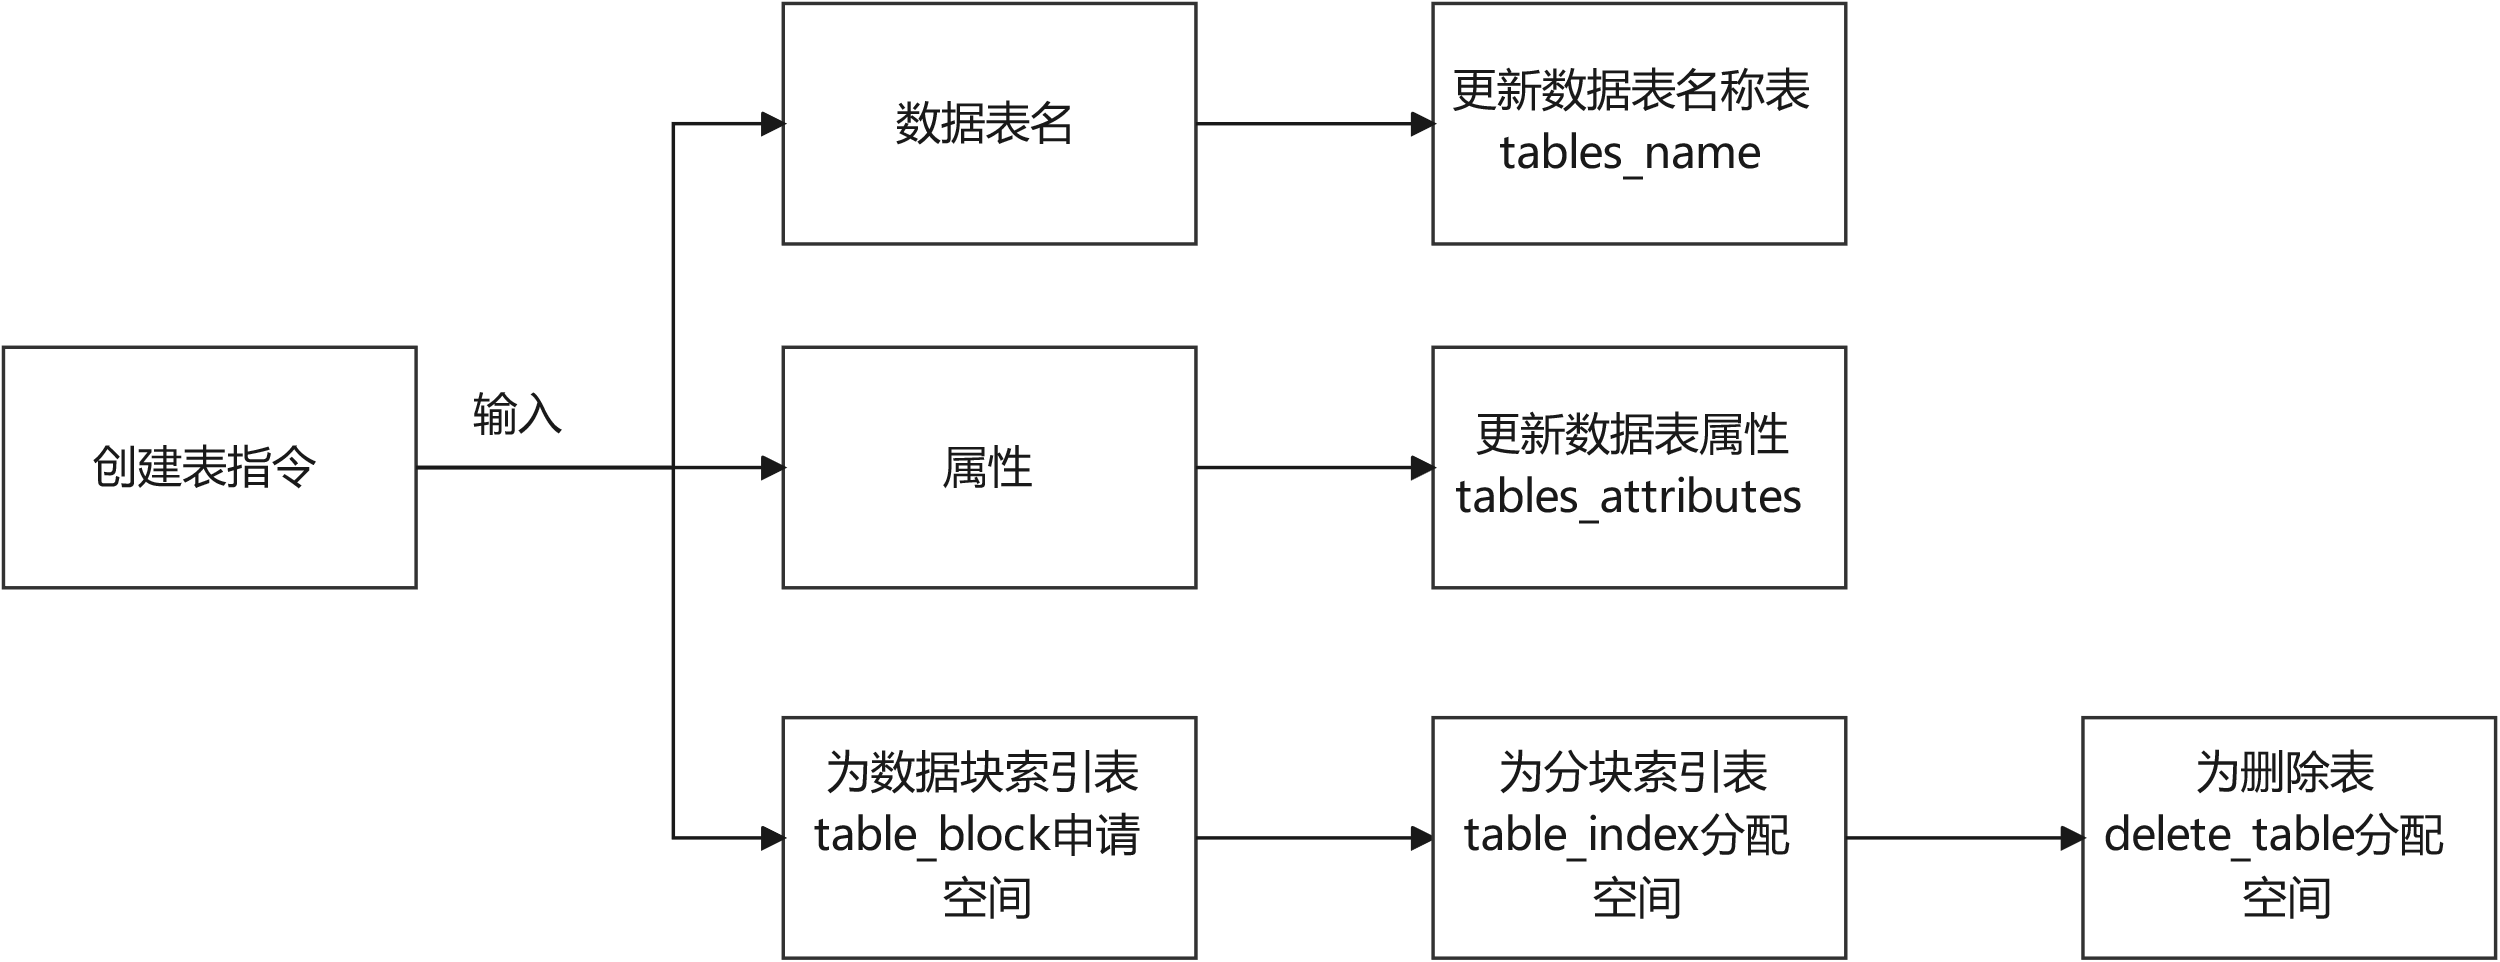 数据表名
更新数据表名称表
tables_name
创建表指令
输入
属性
更新数据表属性
tables_attributes
为数据块索引表
table_block申请
空间
为分块索引表
table_index分配
空间
为删除表
delete_table分配
空间